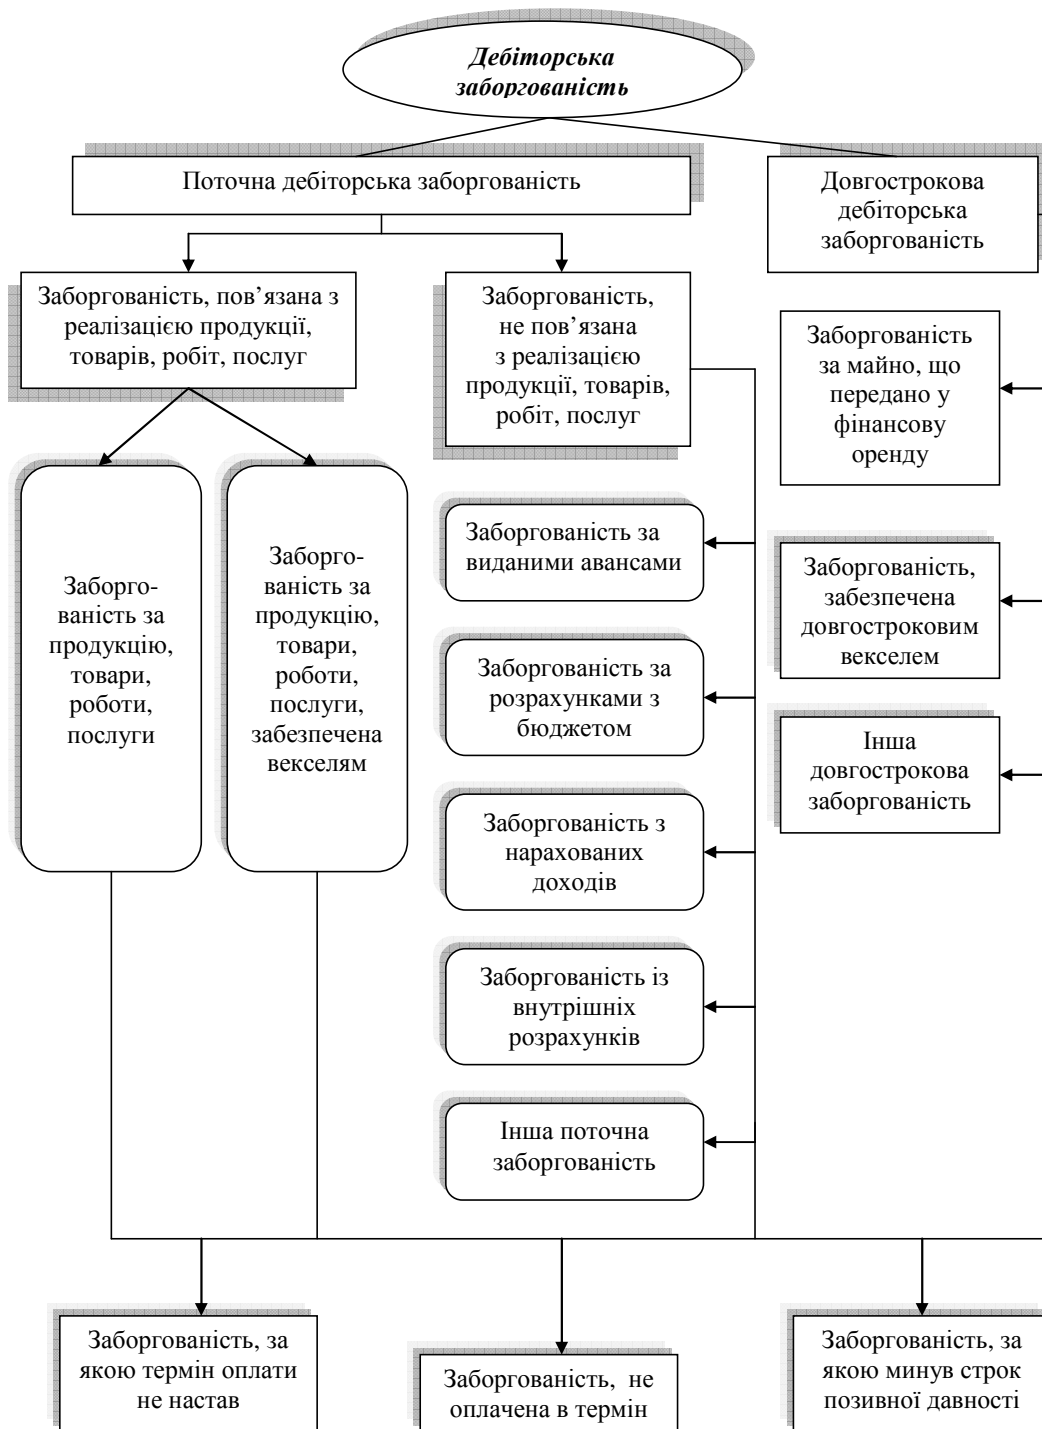 Дебіторська
заборгованість
Поточна дебіторська заборгованість
Довгострокова
дебіторська
заборгованість
Заборгованість, пов’язана з
реалізацією продукції,
товарів, робіт, послуг
Заборгованість,
не пов’язана
з реалізацією
продукції, товарів,
робіт, послуг
Заборгованість
за майно, що
передано у
фінансову
оренду
Заборго-
ваність за
продукцію,
товари,
роботи,
послуги
Заборго-
ваність за
продукцію,
товари,
роботи,
послуги,
забезпечена
векселям
Заборгованість за
виданими авансами
Заборгованість за
розрахунками з
бюджетом
Заборгованість з
нарахованих
доходів
Заборгованість із
внутрішніх
розрахунків
Інша поточна
заборгованість
Заборгованість,
забезпечена
довгостроковим
векселем
Інша
довгострокова
заборгованість
Заборгованість, за
якою термін оплати
не настав
Заборгованість, не
оплачена в термін
Заборгованість, за
якою минув строк
позивної давності